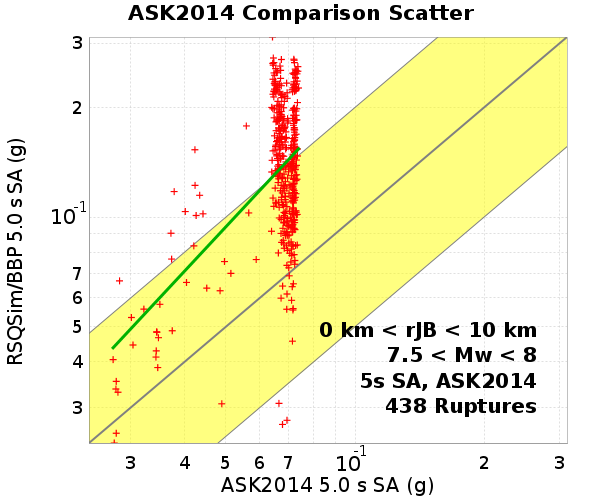 ASK2014 Comparison Scatter
RSQSim/BBP 5.0 s SA (g)
3
2
10^-1
7
6
5
4
3
0 km < rJB < 10 km
7.5 < Mw < 8
5s SA, ASK2014
438 Ruptures
3 4 5 6 7 10^-1 2 3
ASK2014 5.0 s SA (g)